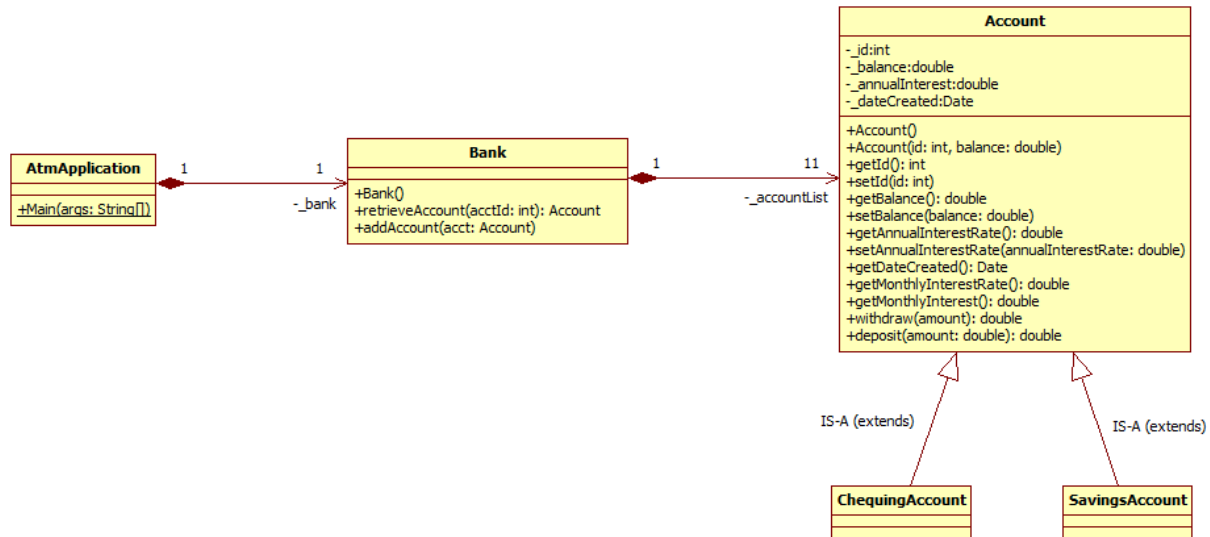 AtmApplication
+Main(args: String[])
1
1
-_bank
Bank
+Bank()
+retrieveAccount(acctId: int): Account
+addAccount(acct: Account)
1
11
-_accountList
Account
-_id:int
-_balance:double
-_annualInterest:double
-_dateCreated:Date
+Account()
+Account(id: int, balance: double)
+getId(): int
+setId(id: int)
+getBalance(): double
+setBalance(balance: double)
+getAnnualInterestRate(): double
+setAnnualInterestRate(annualInterestRate: double)
+getDateCreated(): Date
+getMonthlyInterestRate(): double
+getMonthlyInterest(): double
+withdraw(amount): double
+deposit(amount: double): double
IS-A (extends)
IS-A (extends)
ChequingAccount
SavingsAccount